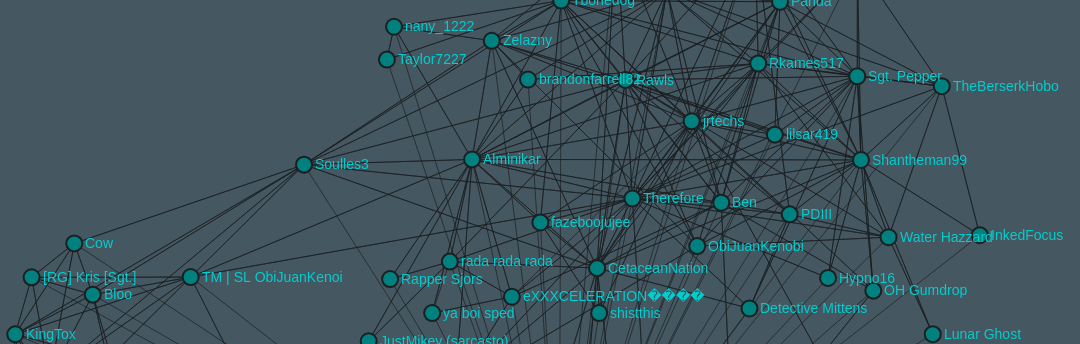 Tbonedog
Panda
nany_1222
Zelazny
Taylor7227
Rkames517
brandonfarrell82
Rawls
Sgt. Pepper
TheBerserkHobo
jrtechs
lilsar419
Soulles3
Alminikar
Shantheman99
Therefore
Ben
PDIII
fazeboojujee
Cow
ObiJuanKenobi
Water Hazzard
InkedFocus
rada rada rada
CetaceanNation
[RG] Kris [Sgt.]
TM | SL ObiJuanKenoi
Rapper Sjors
Hypno16
Bloo
eXXXCELERATION����
OH Gumdrop
ya boi sped
shistthis
Detective Mittens
KingTox
JustMikey (sarcasto)
Lunar Ghost